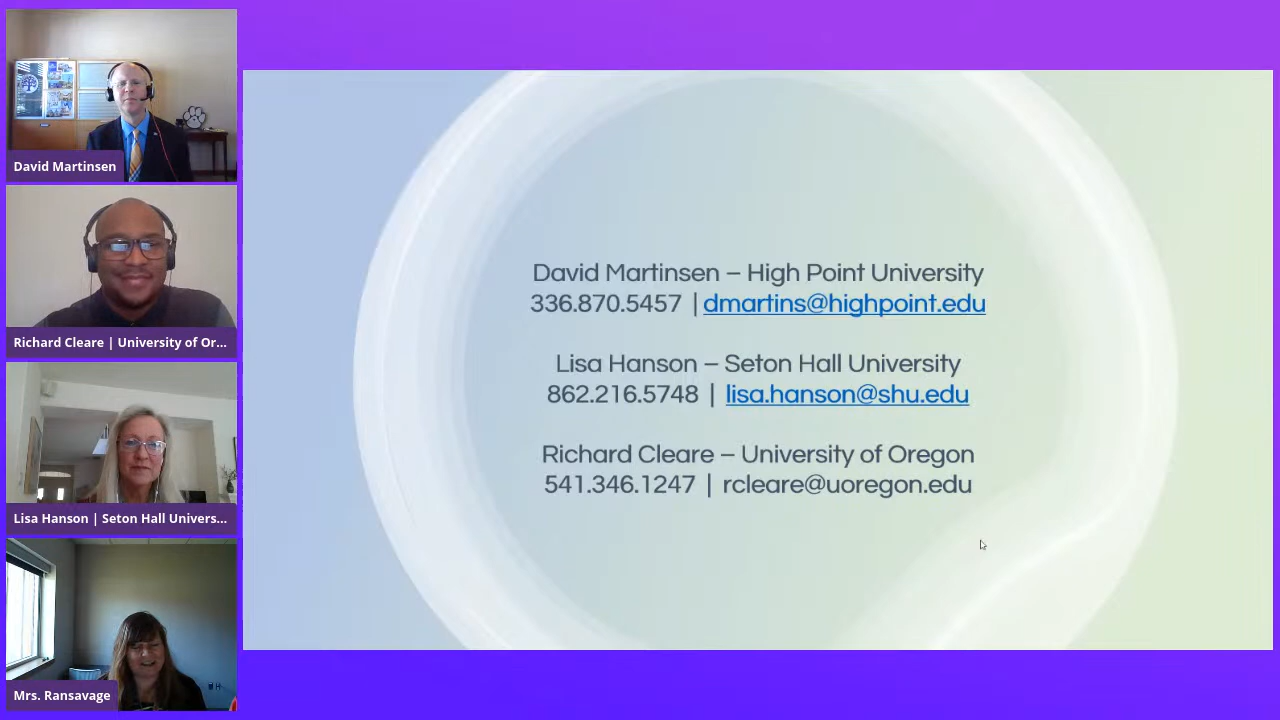 David Martinsen
Richard Cleare | University of Or...
Lisa Hanson | Seton Hall Univers...
Mrs. Ransavage
David Martinsen – High Point University
336.870.5457 | dmartins@highpoint.edu
Lisa Hanson – Seton Hall University
862.216.5748 | lisa.hanson@shu.edu
Richard Cleare – University of Oregon
541.346.1247 | rcleare@uoregon.edu